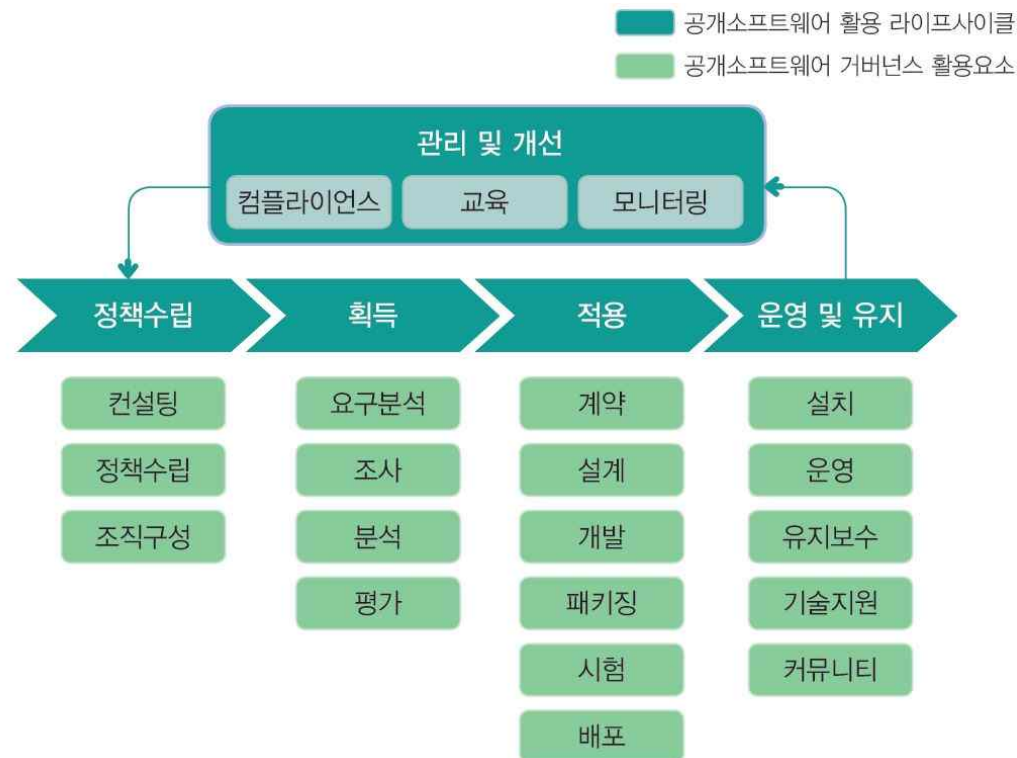 공개소프트웨어 활용 라이프사이클
공개소프트웨어 거버넌스 활용요소
관리 및 개선
컴플라이언스 교육 모니터링
정책수립 획득 적용 운영 및 유지
컨설팅 요구분석 계약 설치
정책수립 조사 설계 운영
조직구성 분석 개발 유지보수
평가 패키징 기술지원
시험 커뮤니티
배포